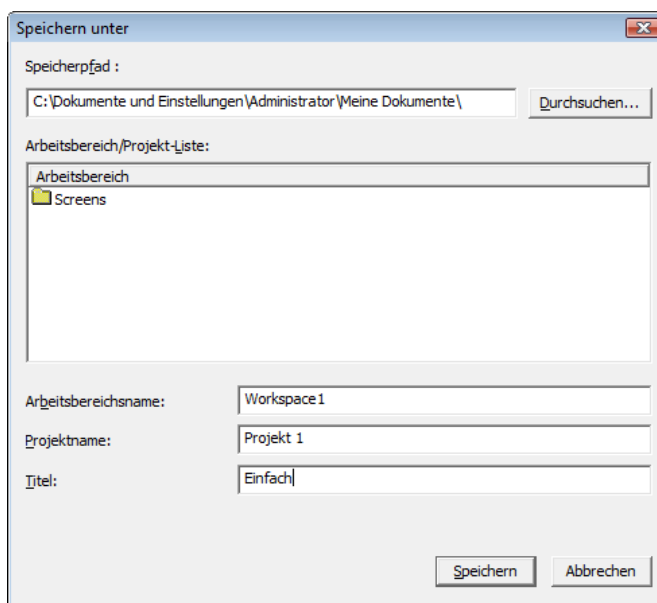 Speichern unter
Speicherpfad :
C:\Dokumente und Einstellungen\Administrator\Meine Dokumente\
Durchsuchen...
Arbeitsbereich/Projekt-Liste:
Arbeitsbereich
Screens
Arbeitsbereichsname:
Workspace1
Projektname:
Projekt 1
Titel:
Einfach
Speichern
Abbrechen